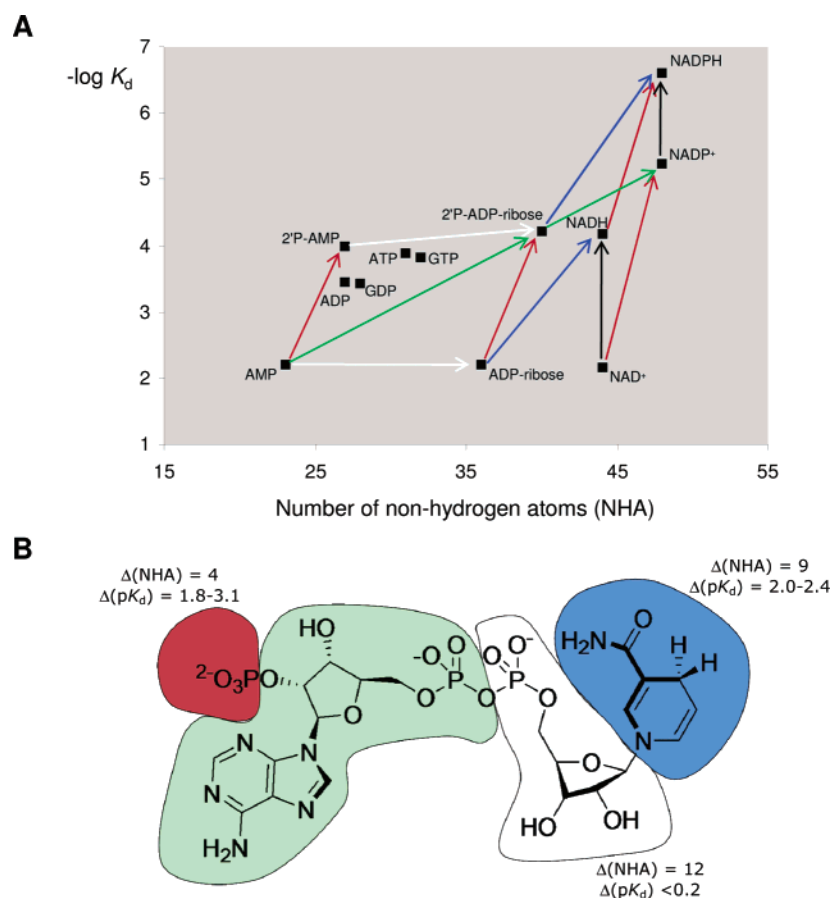 A
7
-log Kd
6
5
4
3
2
1
NADPH
NADP+
2'P-ADP-ribose
NADH
2'P-AMP
ATP
GTP
ADP
GDP
AMP
ADP-ribose
NAD+
15
25
35
45
55
Number of non-hydrogen atoms (NHA)
B
Δ(NHA) = 4
Δ(pKd) = 1.8-3.1
Δ(NHA) = 9
Δ(pKd) = 2.0-2.4
HO
-O
O
O
O-
H2N
O
H
H
2-O3PO
O
O
P
O
P
O
N
N
N
O
O
N
N
HO
OH
H2N
Δ(NHA) = 12
Δ(pKd) <0.2